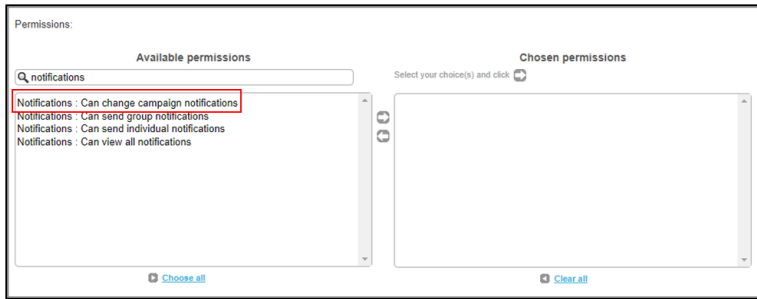 Permissions:
Available permissions
notifications
Notifications : Can change campaign notifications
Notifications : Can send group notifications
Notifications : Can send individual notifications
Notifications : Can view all notifications
Choose all
Chosen permissions
Select your choice(s) and click
Clear all